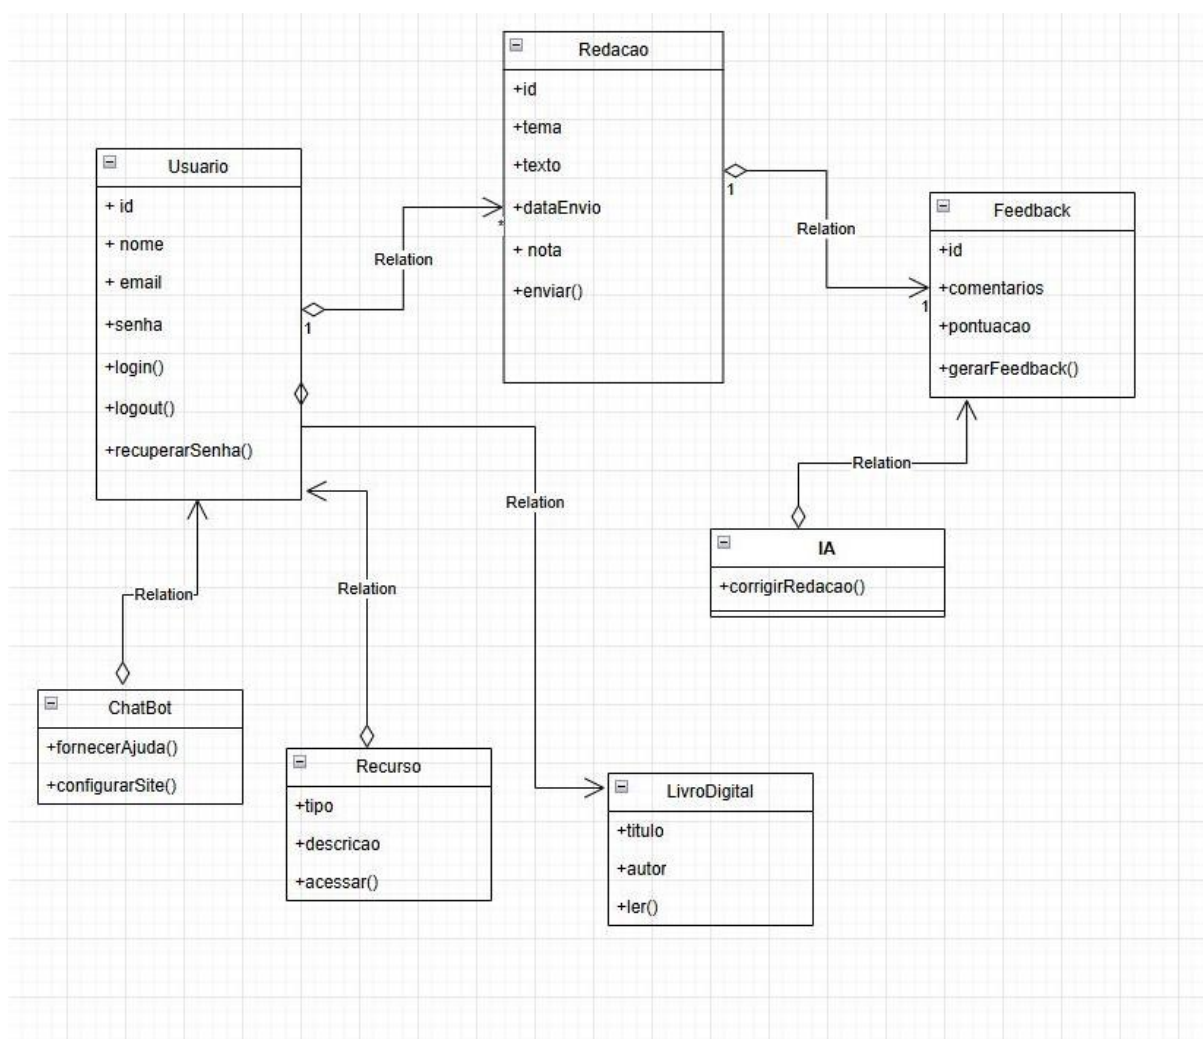 Redacao
+id
+tema
+texto
+dataEnvio
+ nota
+enviar()
Usuario
+ id
+ nome
+ email
+senha
+login()
+logout()
+recuperarSenha()
Relation
*
1
Relation
1
1
Feedback
+id
+comentarios
+pontuacao
+gerarFeedback()
Relation
IA
+corrigirRedacao()
Relation
Relation
Relation
ChatBot
+fornecerAjuda()
+configurarSite()
Recurso
+tipo
+descricao
+acessar()
LivroDigital
+titulo
+autor
+ler()